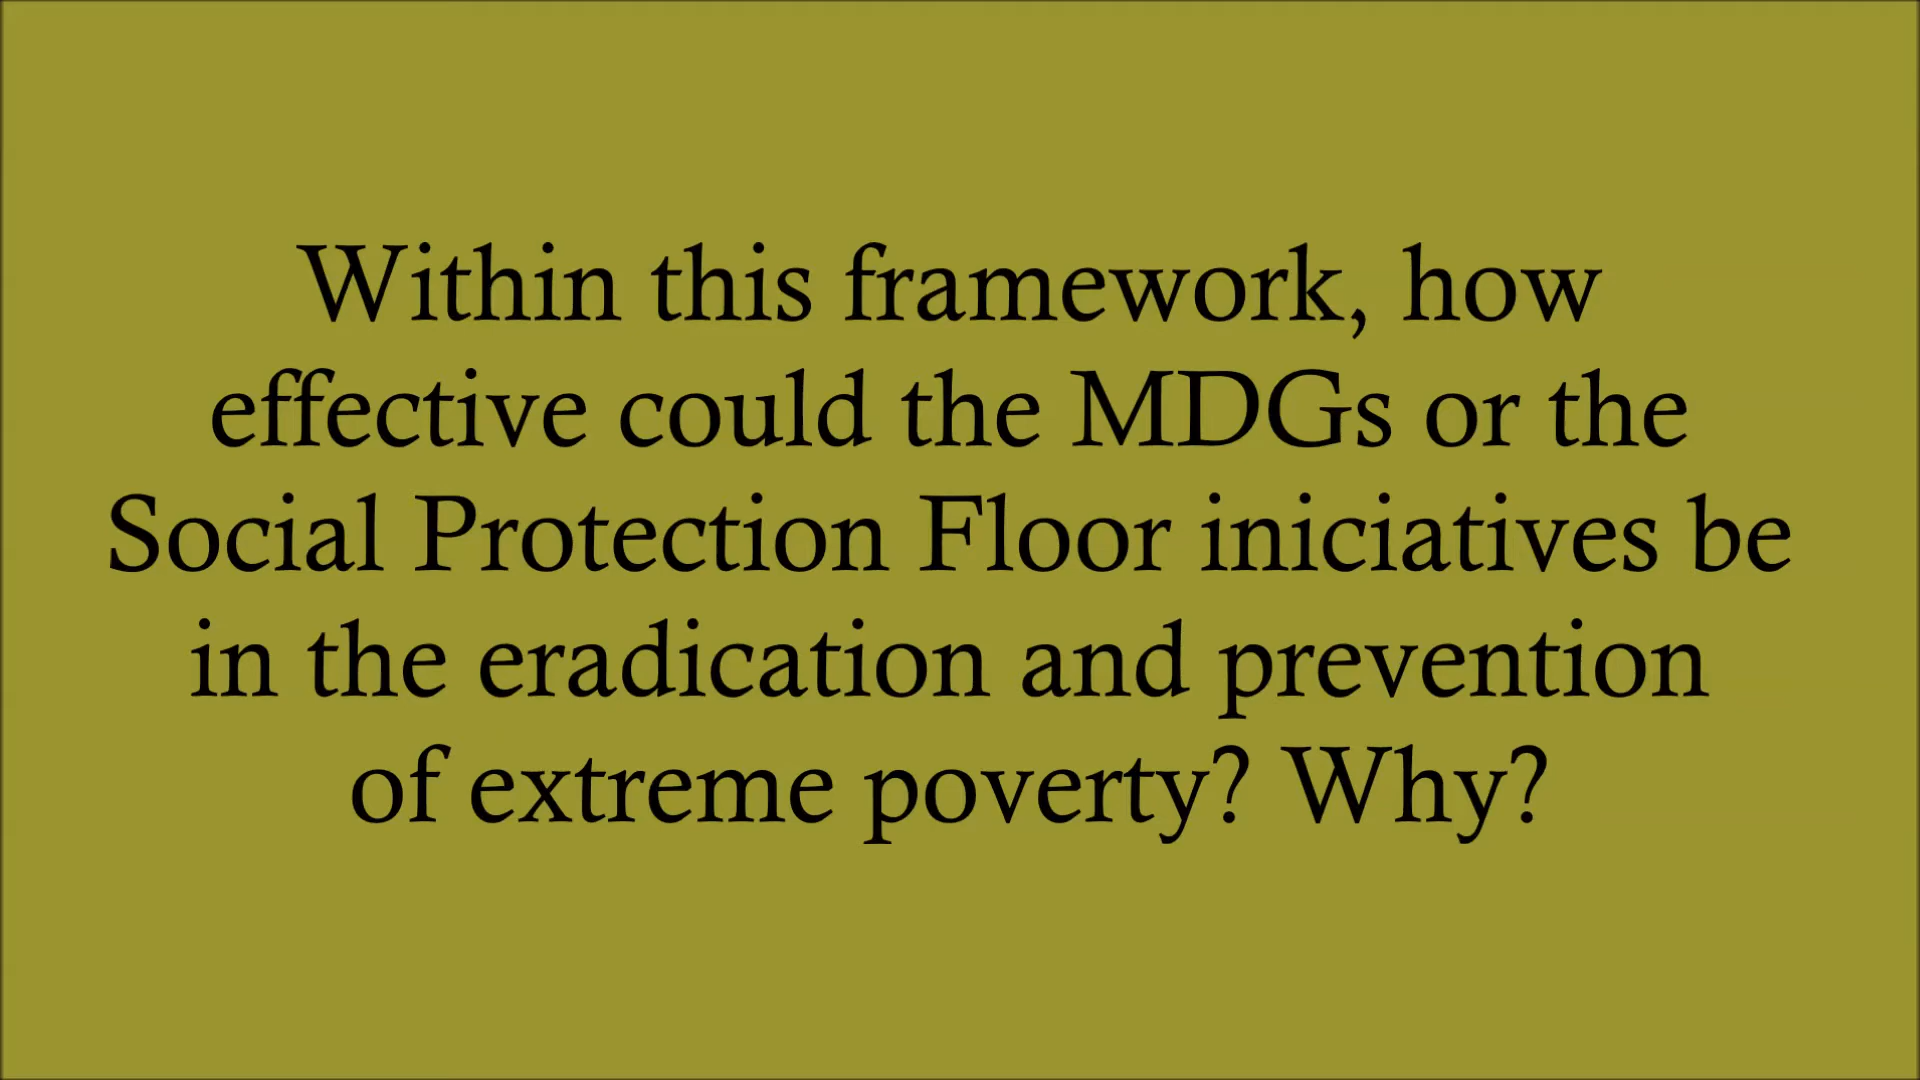 Within this framework, how
effective could the MDGs or the
Social Protection Floor iniciatives be
in the eradication and prevention
of extreme poverty? Why?